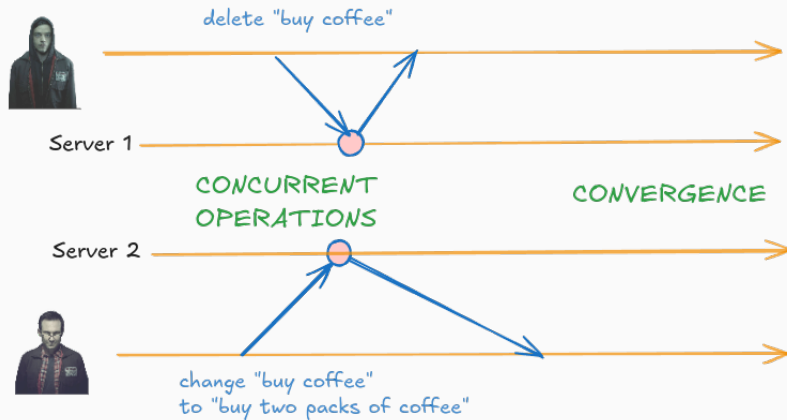 delete "buy coffee"
Server 1
CONCURRENT
OPERATIONS
CONVERGENCE
Server 2
change "buy coffee"
to "buy two packs of coffee"